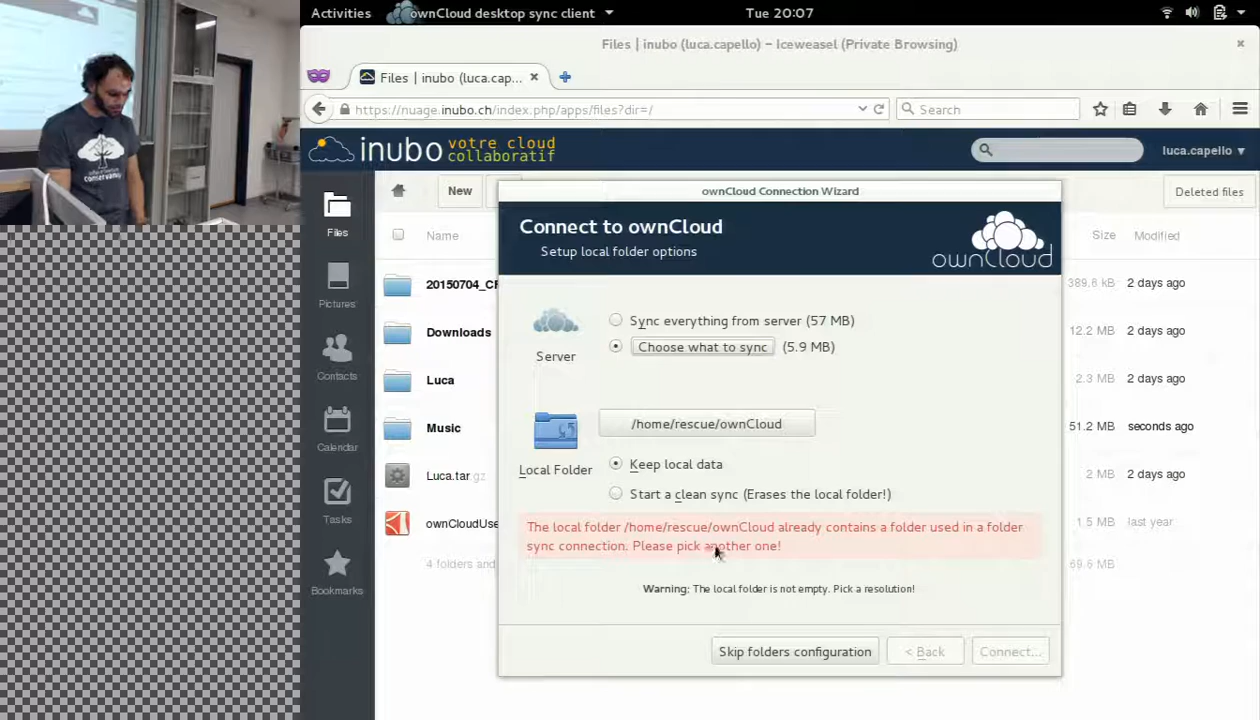 Activities
ownCloud desktop sync client
Tue 20:07
Files | inubo (luca.capello) – Iceweasel (Private Browsing)
Files | inubo (luca.cap...
https://nuage.inubo.ch/index.php/apps/files?dir=/
Search
inubo
votre cloud
collaboratif
luca.capello
New
Deleted files
Files
Name
Size
Modified
Pictures
Contacts
Calendar
Tasks
Bookmarks
20150704_C
389.6 kB
2 days ago
Downloads
12.2 MB
2 days ago
Luca
2.3 MB
2 days ago
Music
51.2 MB
seconds ago
Luca.tar.gz
2 MB
2 days ago
ownCloudUse
1.5 MB
last year...
4 folders and
69.6 MB
ownCloud Connection Wizard
Connect to ownCloud
Setup local folder options
ownCloud
Sync everything from server (57 MB)
Choose what to sync
(5.9 MB)
Server
/home/rescue/ownCloud
Keep local data
Local Folder
Start a clean sync (Erases the local folder!)
The local folder /home/rescue/ownCloud already contains a folder used in a folder
sync connection. Please pick another one!
Warning: The local folder is not empty. Pick a resolution!
Skip folders configuration
< Back
Connect...
conservancy